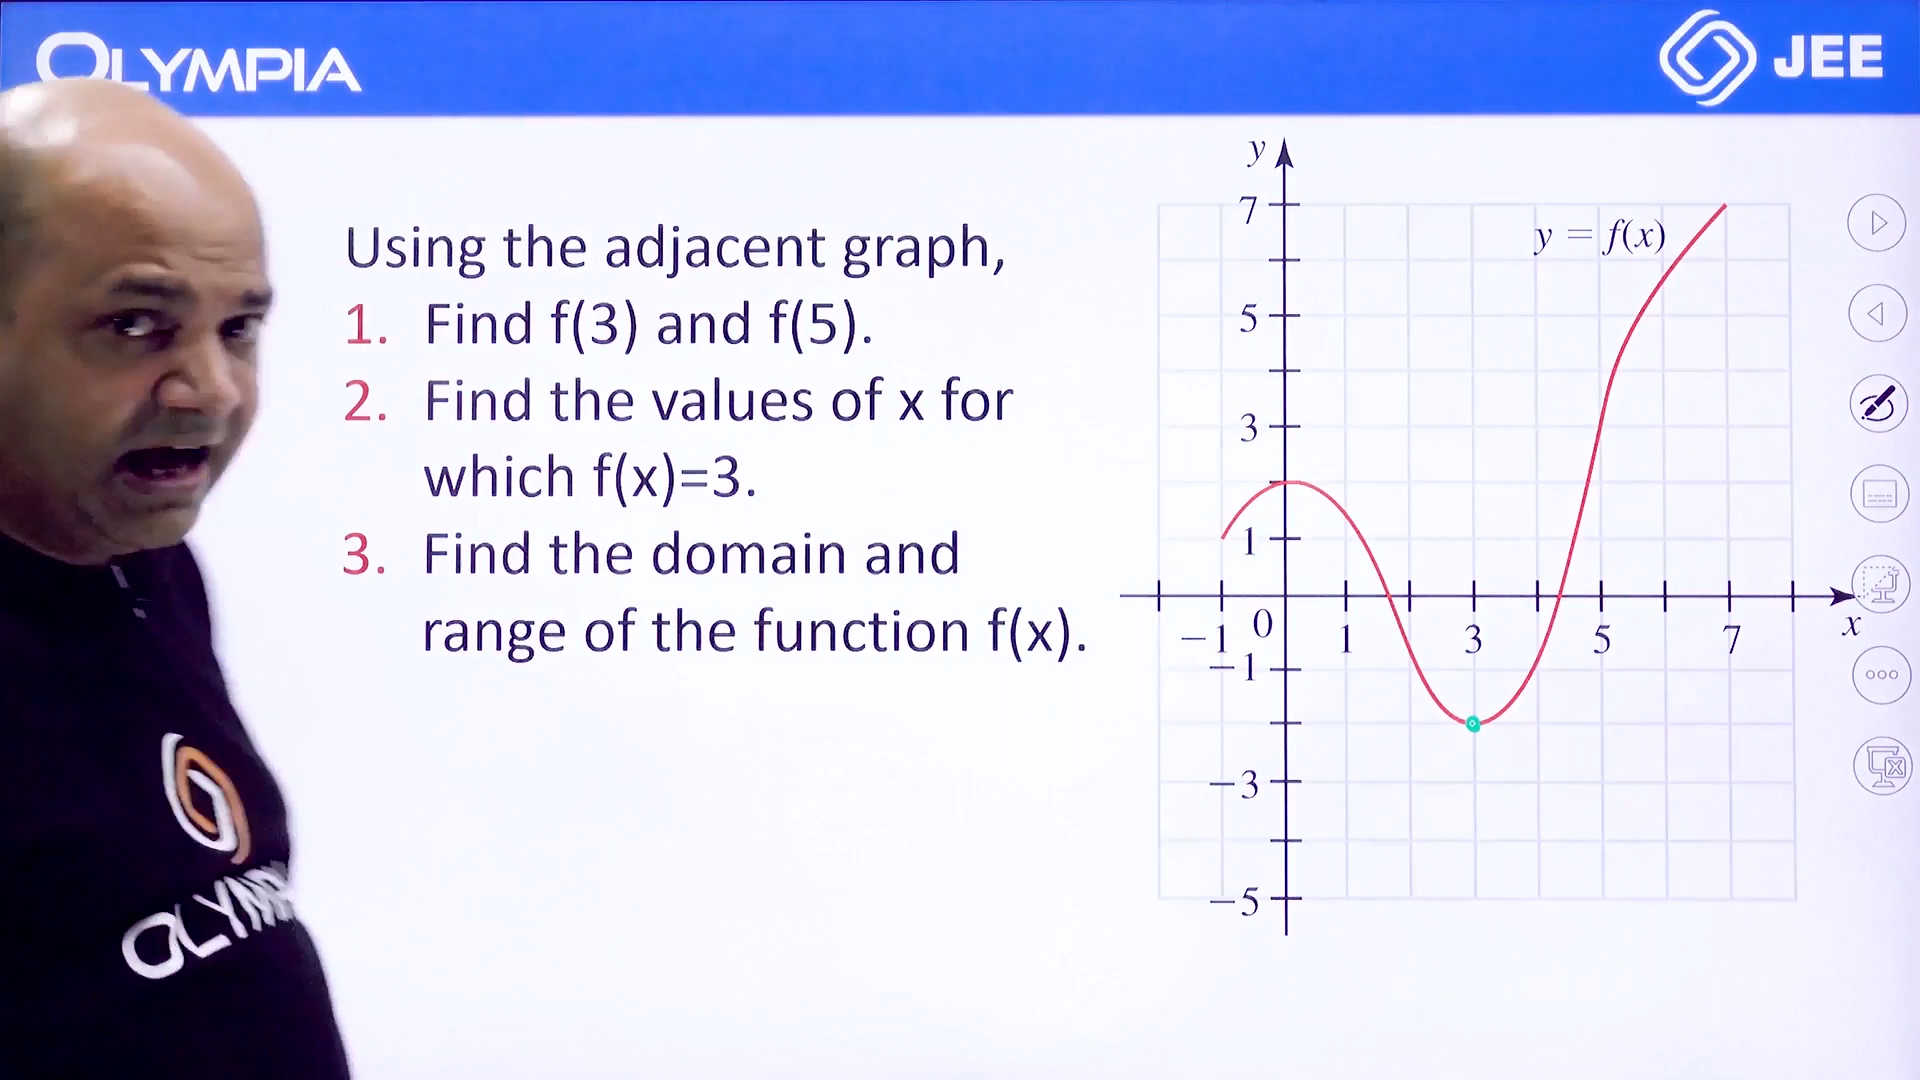 OLYMPIA
JEE
Using the adjacent graph,
1. Find f(3) and f(5).
2. Find the values of x for
which f(x)=3.
3. Find the domain and
range of the function f(x).
y
7
y = f(x)
5
3
1
−1 0 1 3 5 7 x
−1
−3
−5
OLYMP